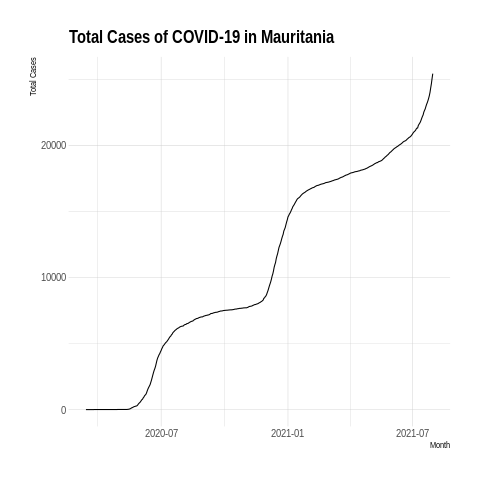 Total Cases of COVID-19 in Mauritania
Total Cases
20000
10000
0
2020-07 2021-01 2021-07
Month